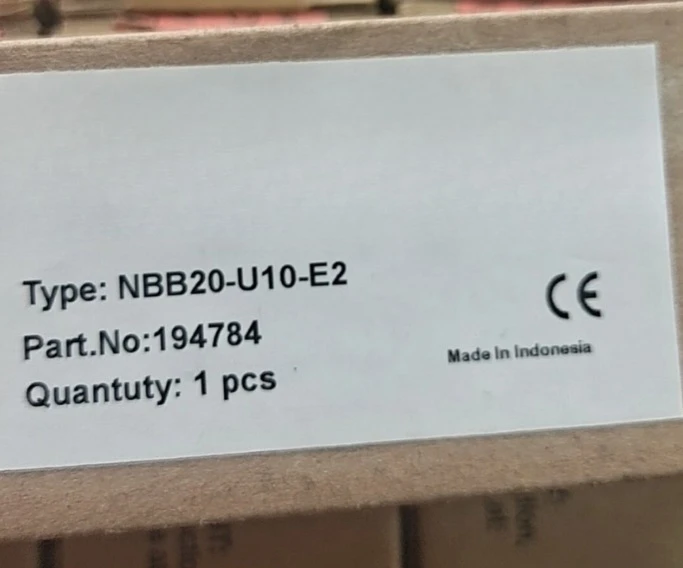 Type: NBB20-U10-E2
Part.No:194784
Quantuty: 1 pcs
CE
Made In Indonesia